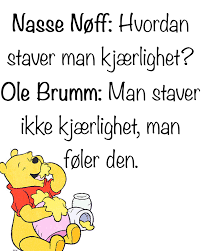 Nasse Nøff: Hvordan
staver man kjærlighet?
Ole Brumm: Man staver
ikke kjærlighet, man
føler den.